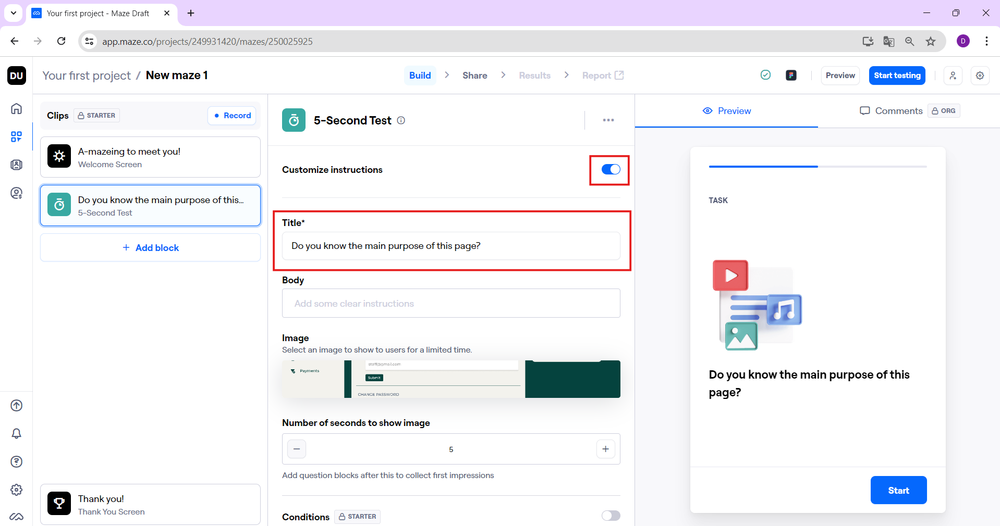 Your first project - Maze Draft
app.maze.co/projects/249931420/mazes/250025925
D
DU
Your first project / New maze 1
Build
Share
Results
Report
Preview
Start testing
Clips
STARTER
Record
A-mazeing to meet you!
Welcome Screen
Do you know the main purpose of this...
5-Second Test
+ Add block
Thank you!
Thank You Screen
5-Second Test
Customize instructions
Title*
Do you know the main purpose of this page?
Body
Add some clear instructions
Image
Select an image to show to users for a limited time.
staff@gmail.com
Payments
Submit
CHANGE PASSWORD
Number of seconds to show image
5
Add question blocks after this to collect first impressions
Conditions
STARTER
Preview
Comments
ORG
TASK
Do you know the main purpose of this
page?
Start